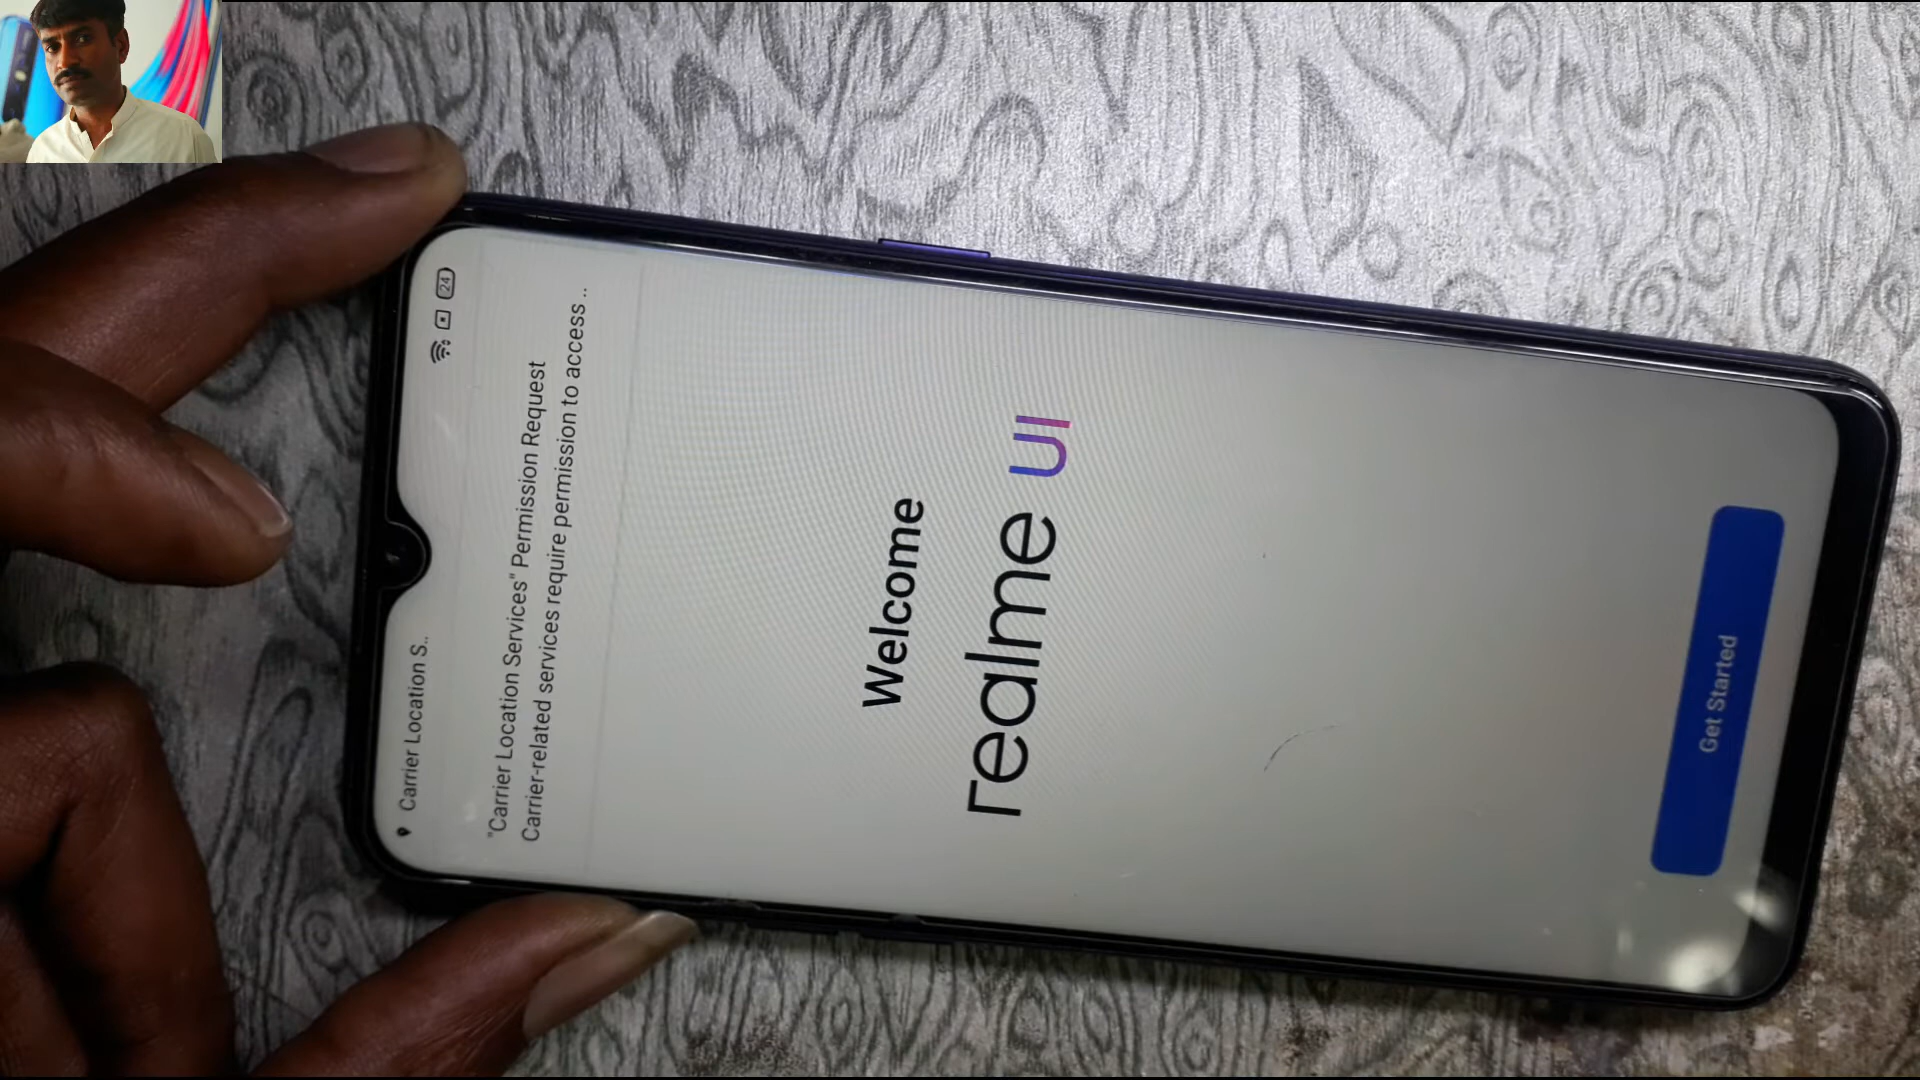 Carrier Location S..
24
"Carrier Location Services" Permission Request
Carrier-related services require permission to access ..
Welcome
realme UI
Get Started